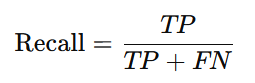 Recall = TP / (TP + FN)